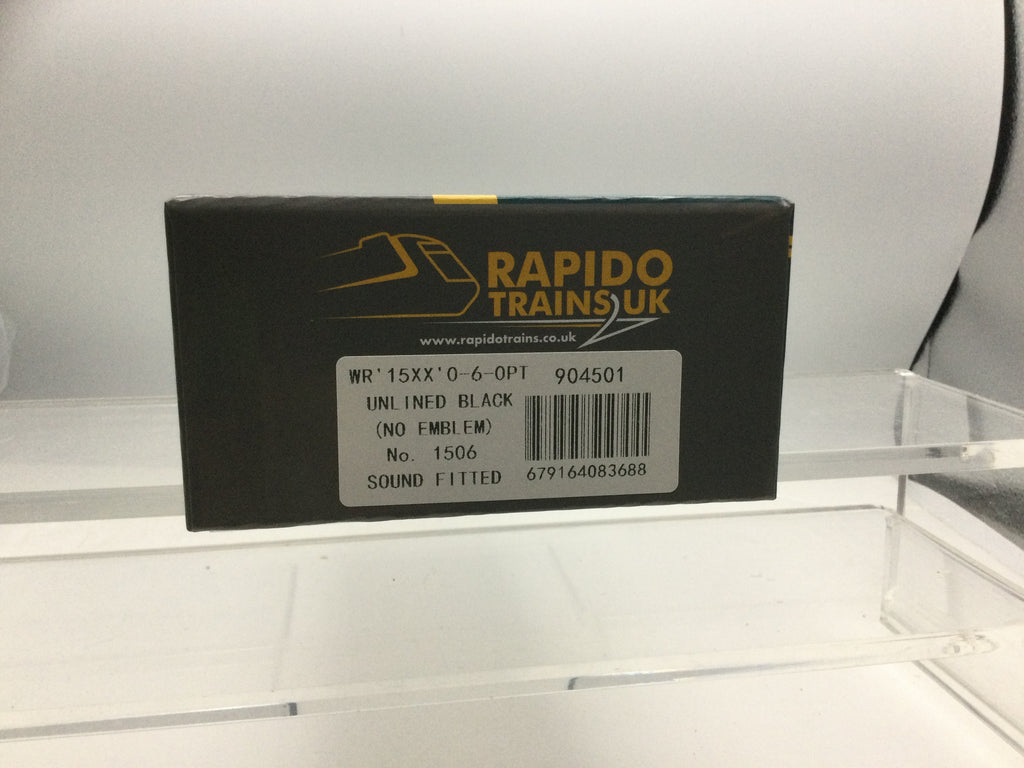 RAPIDO
TRAINS UK
www.rapidotrains.co.uk
WR'15XX'0-6-0PT 904501
UNLINED BLACK
(NO EMBLEM)
No. 1506
SOUND FITTED 679164083688